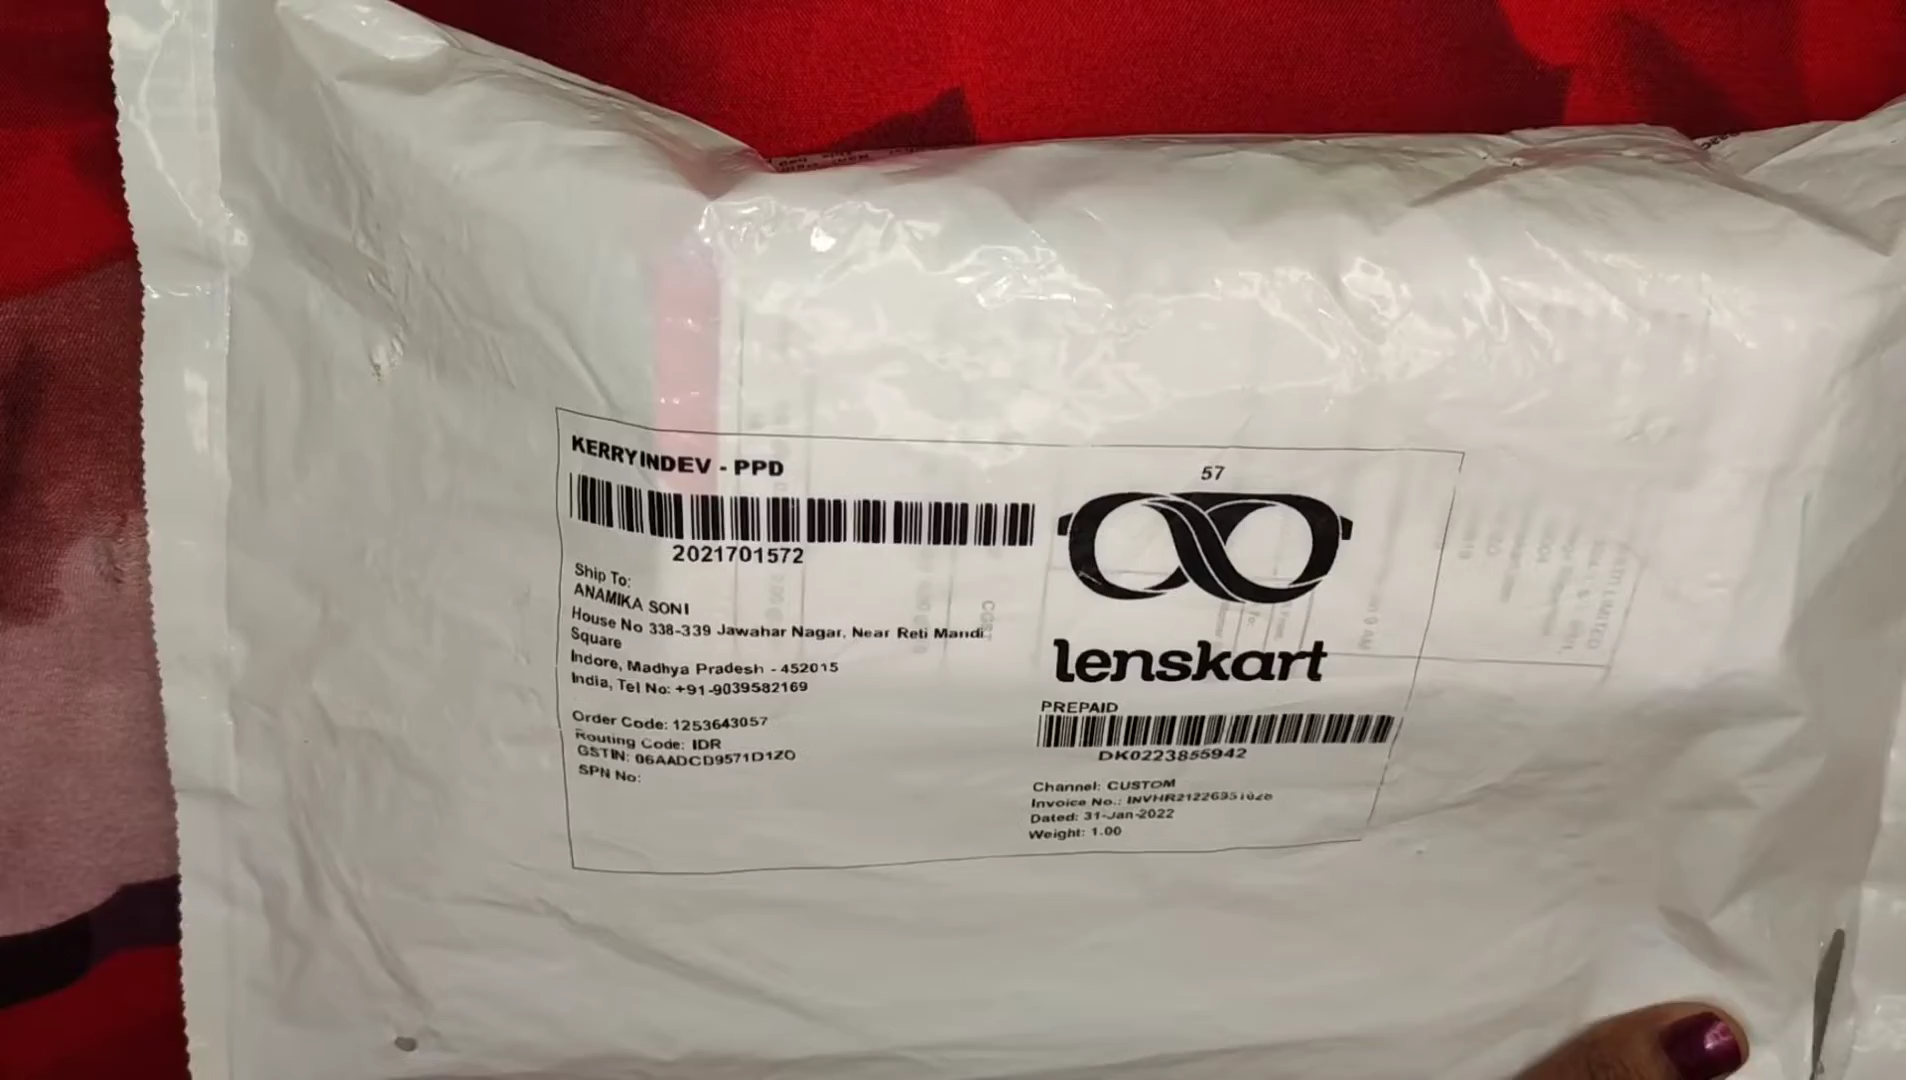 KERRYINDEV - PPD
2021701572
Ship To:
ANAMIKA SONI
House No 338-339 Jawahar Nagar, Near Reti Mandi
Square
Indore, Madhya Pradesh - 452015
India, Tel No: +91-9039582169
Order Code: 1253643057
Routing Code: IDR
GSTIN: 06AADCD9571D1ZO
SPN No:
57
lenskart
PREPAID
DK0223855942
Channel: CUSTOM
Invoice No.:
Dated: 31-Jan-2022
Weight: 1.00